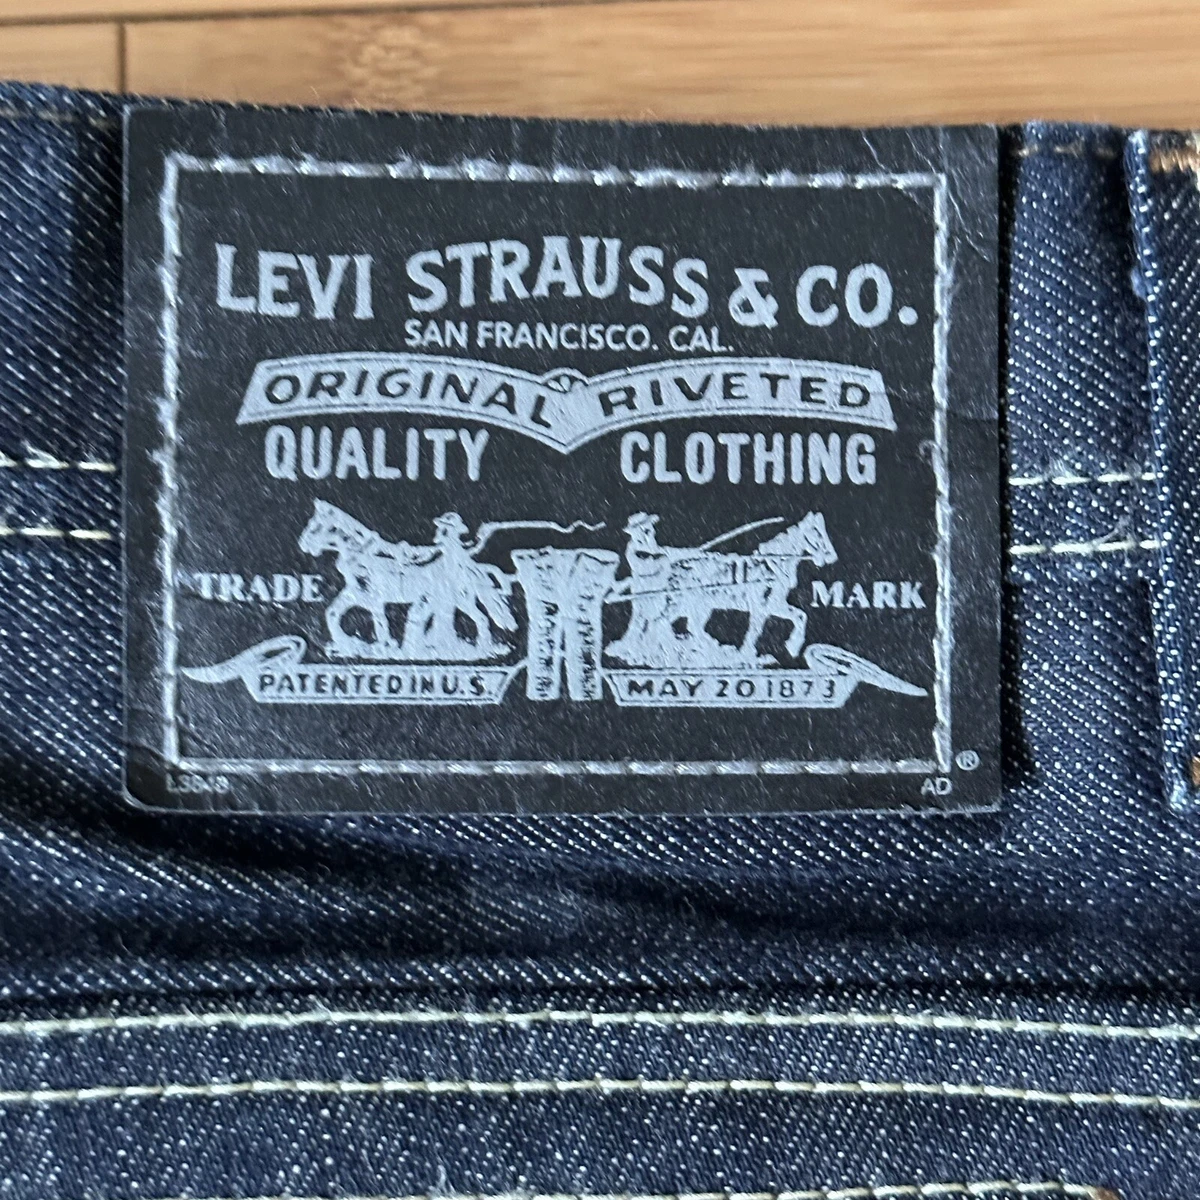 LEVI STRAUSS & CO.
SAN FRANCISCO. CAL.
ORIGINAL RIVETED
QUALITY CLOTHING
TRADE MARK
PATENTED IN U.S. MAY 20 1873
®
AD